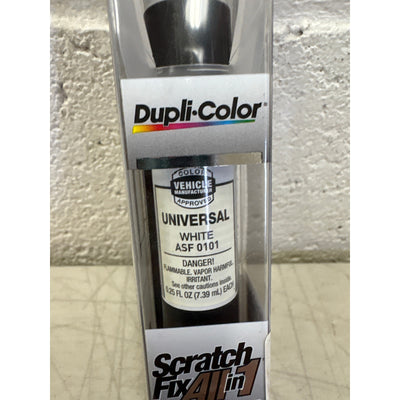 Dupli-Color®
COLOR
VEHICLE
MANUFACTURER
APPROVED
UNIVERSAL
WHITE
ASF 0101
DANGER!
FLAMMABLE. VAPOR HARMFUL.
IRRITANT.
See other cautions inside.
0.25 FL OZ (7.39 mL) EACH
Scratch
Fix All in 1